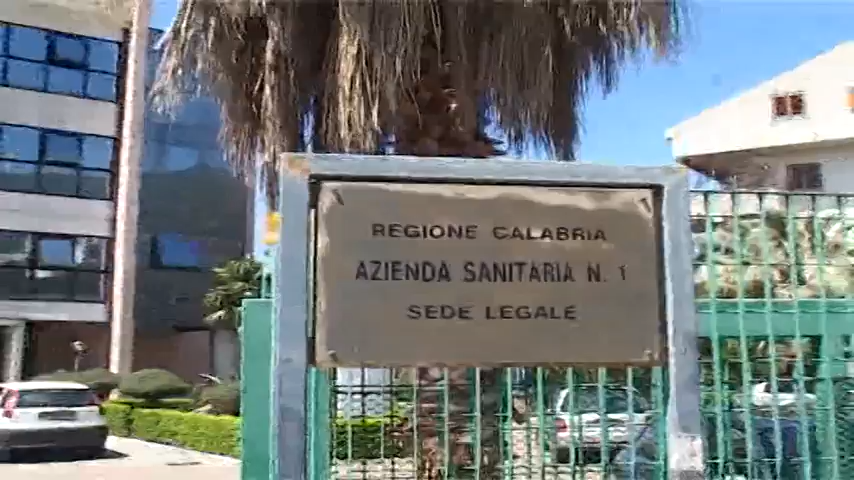 REGIONE CALABRIA
AZIENDA SANITARIA N. 1
SEDE LEGALE